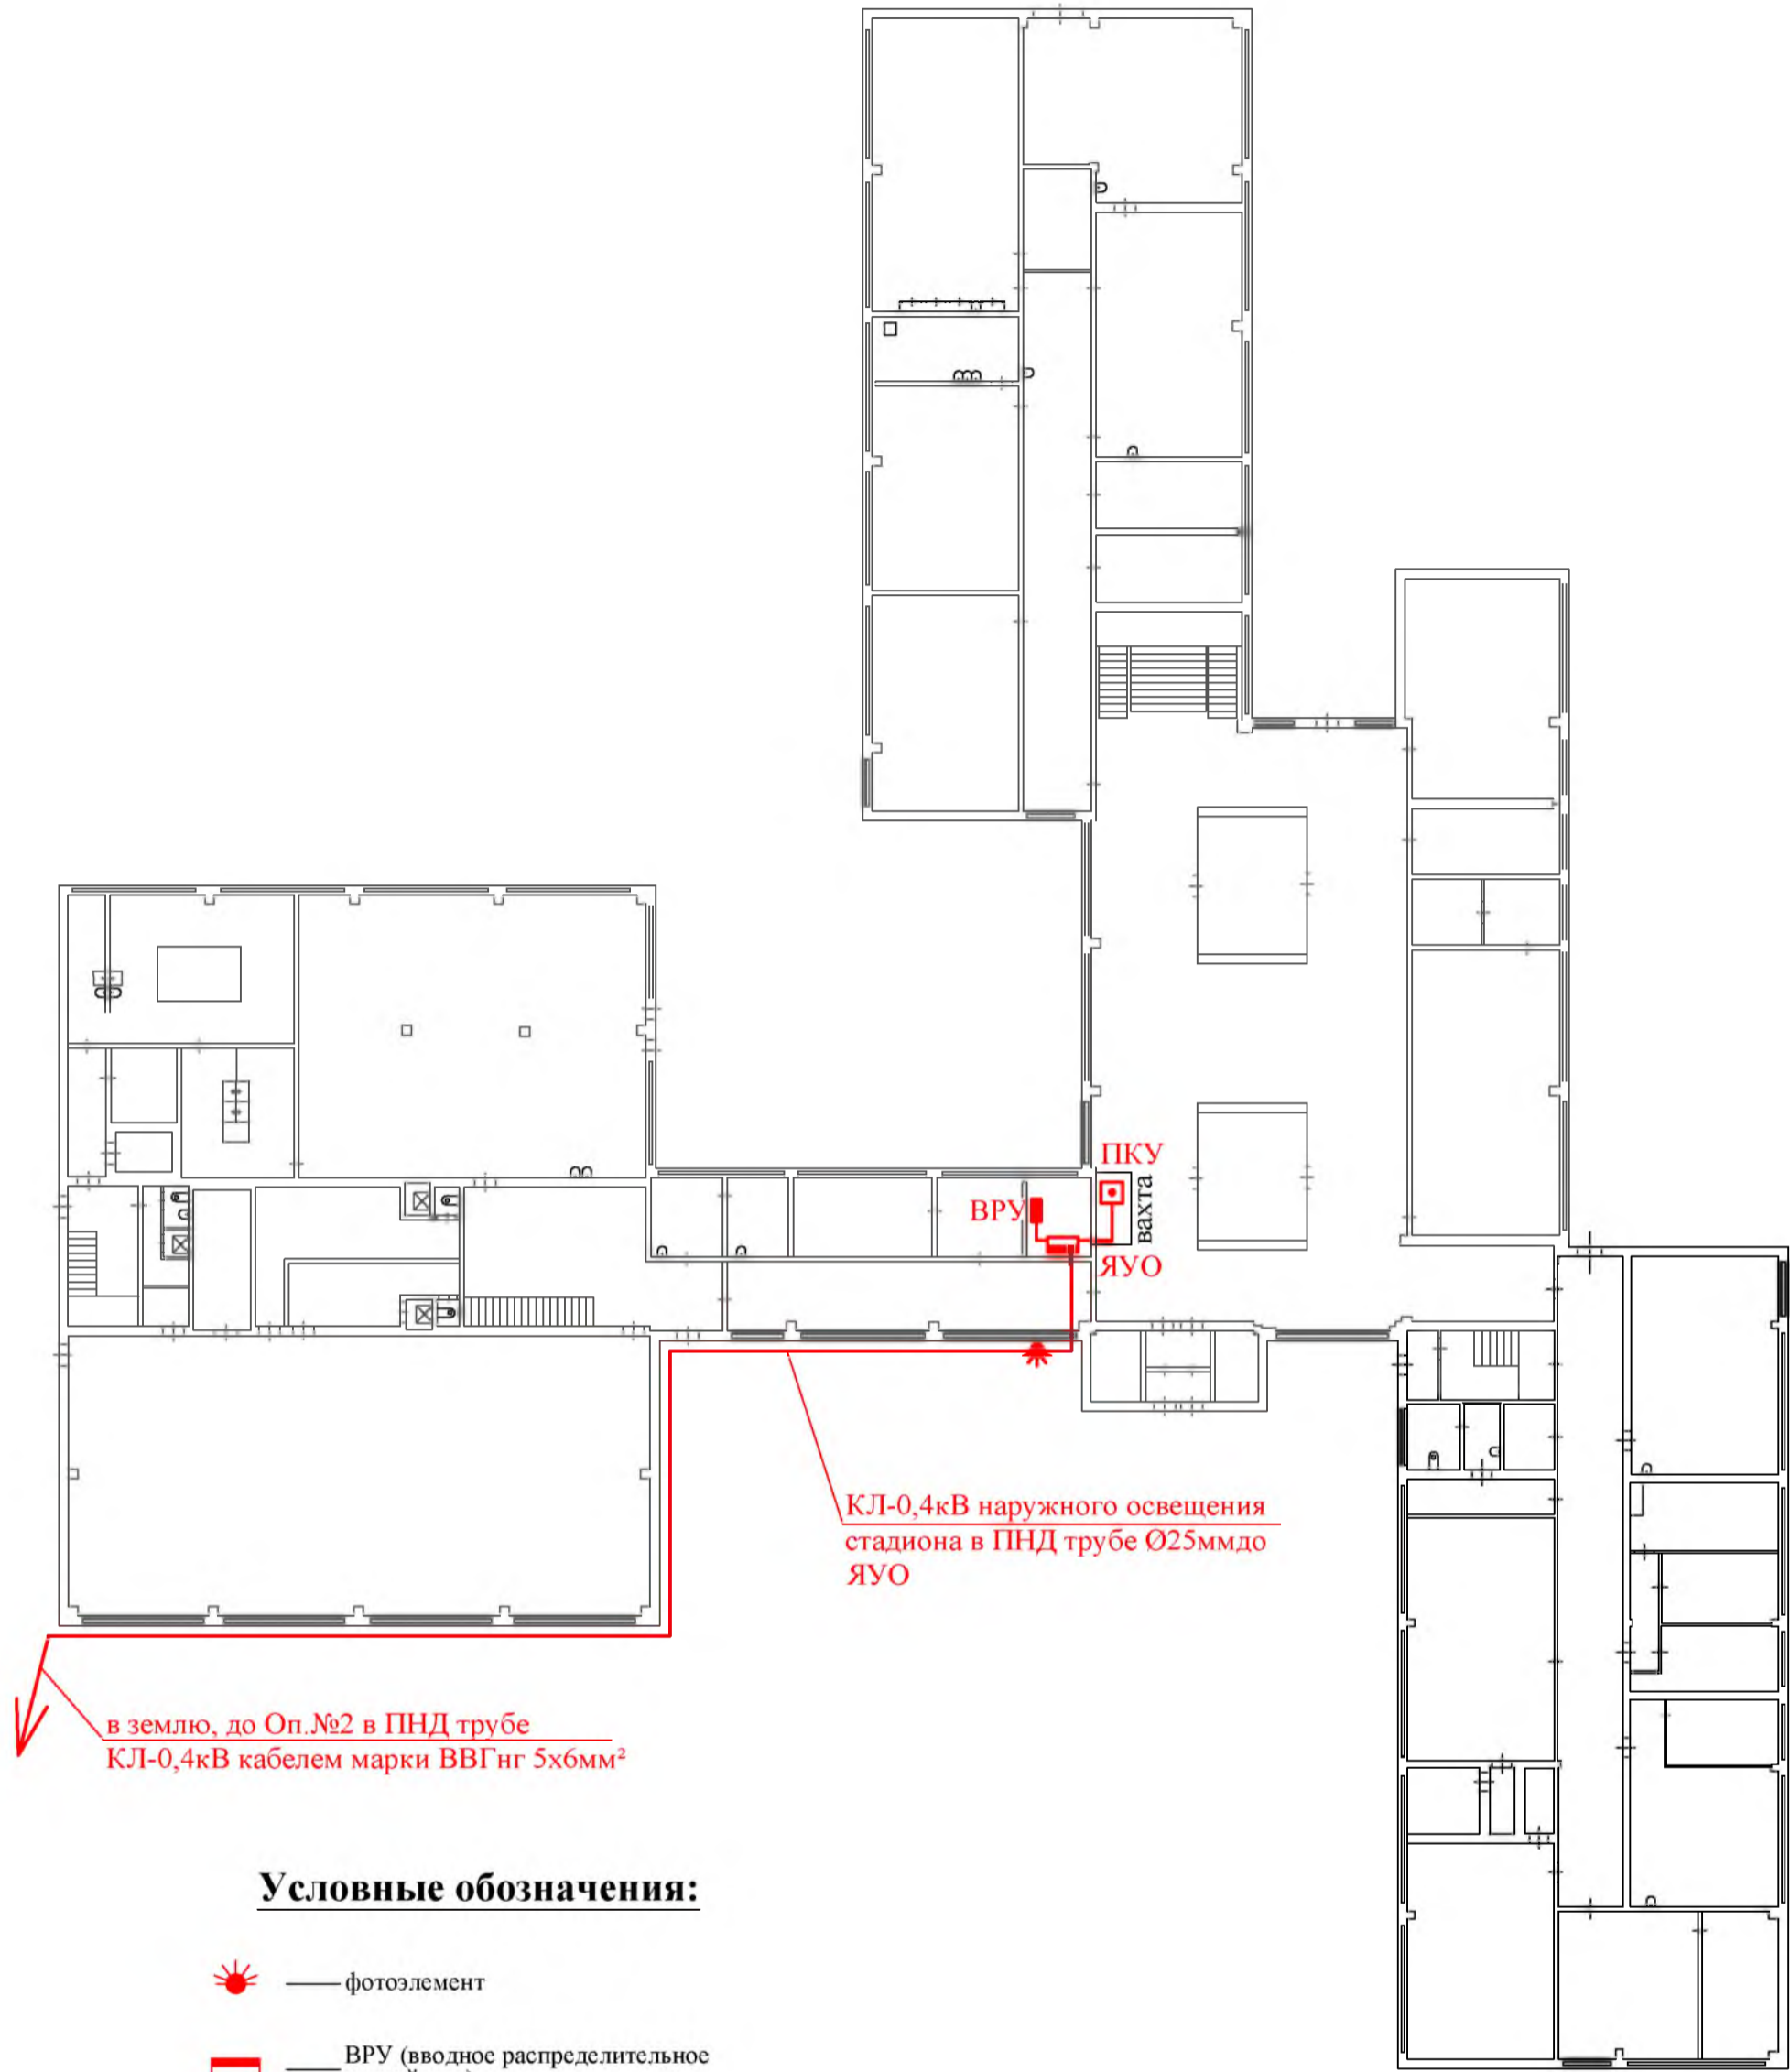 ПКУ
ВРУ
вахта
ЯУО
КЛ-0,4кВ наружного освещения
стадиона в ПНД трубе Ø25ммдо
ЯУО
в землю, до Оп.№2 в ПНД трубе
КЛ-0,4кВ кабелем марки ВВГнг 5х6мм²
Условные обозначения:
фотоэлемент
ВРУ (вводное распределительное